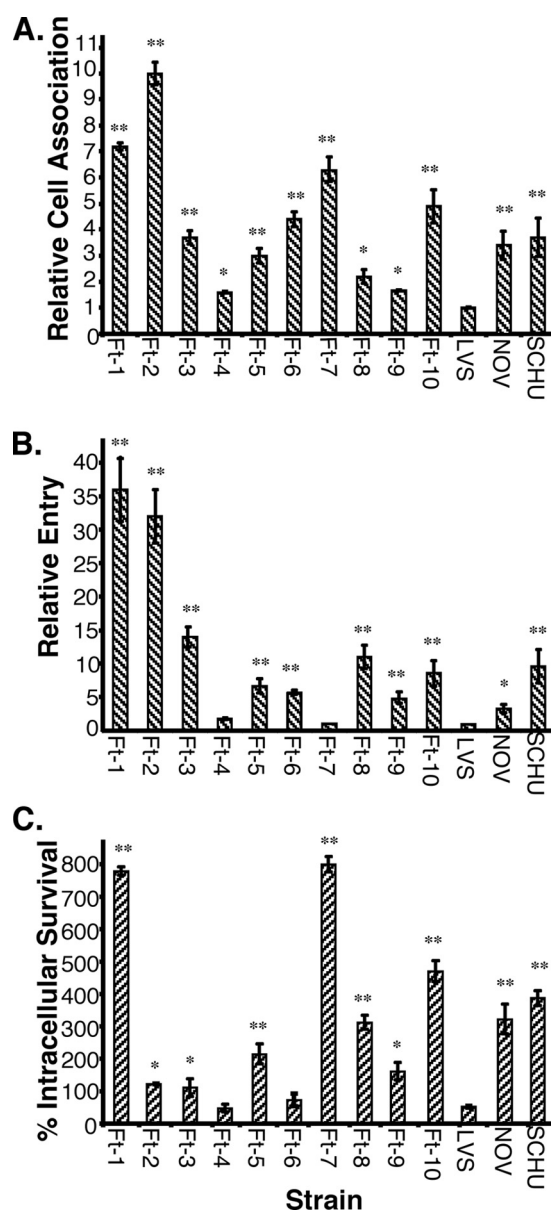 A.
Relative Cell Association
11
10
9
8
7
6
5
4
3
2
1
0
** ** ** * ** ** ** * * ** ** **
Ft-1 Ft-2 Ft-3 Ft-4 Ft-5 Ft-6 Ft-7 Ft-8 Ft-9 Ft-10 LVS NOV SCHU
B.
Relative Entry
40
35
30
25
20
15
10
5
0
** ** ** ** ** ** ** ** * **
Ft-1 Ft-2 Ft-3 Ft-4 Ft-5 Ft-6 Ft-7 Ft-8 Ft-9 Ft-10 LVS NOV SCHU
C.
% Intracellular Survival
800
700
600
500
400
300
200
100
0
** * * ** ** ** * ** ** **
Ft-1 Ft-2 Ft-3 Ft-4 Ft-5 Ft-6 Ft-7 Ft-8 Ft-9 Ft-10 LVS NOV SCHU
Strain